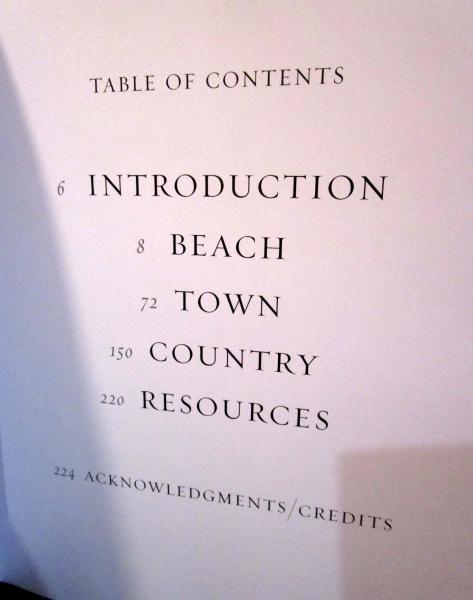 TABLE OF CONTENTS
6 INTRODUCTION
8 BEACH
72 TOWN
150 COUNTRY
220 RESOURCES
224 ACKNOWLEDGMENTS/CREDITS